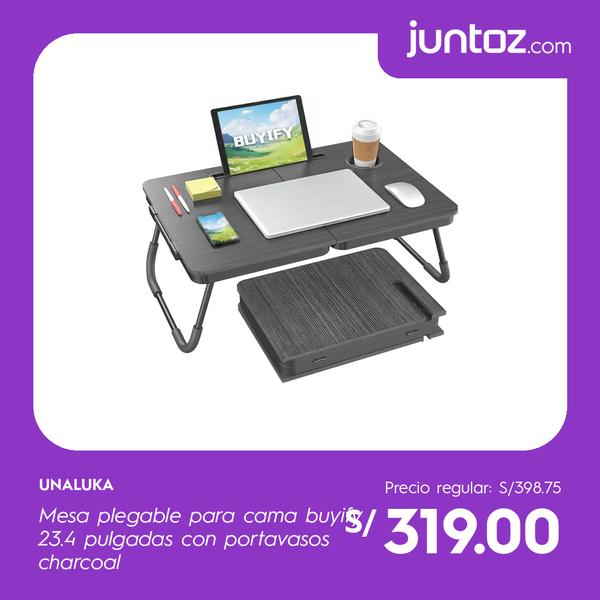 juntoz.com
BUYIFY
UNALUKA
Precio regular: S/398.75
Mesa plegable para cama buyify
23.4 pulgadas con portavasos
charcoal
S/ 319.00